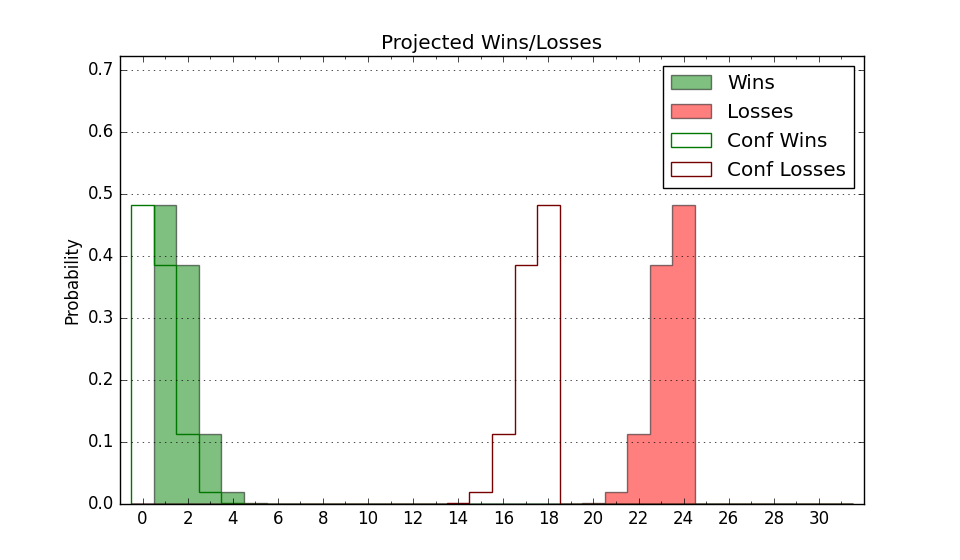 Projected Wins/Losses
Wins
Losses
Conf Wins
Conf Losses
Probability
0.7
0.6
0.5
0.4
0.3
0.2
0.1
0.0
0 2 4 6 8 10 12 14 16 18 20 22 24 26 28 30